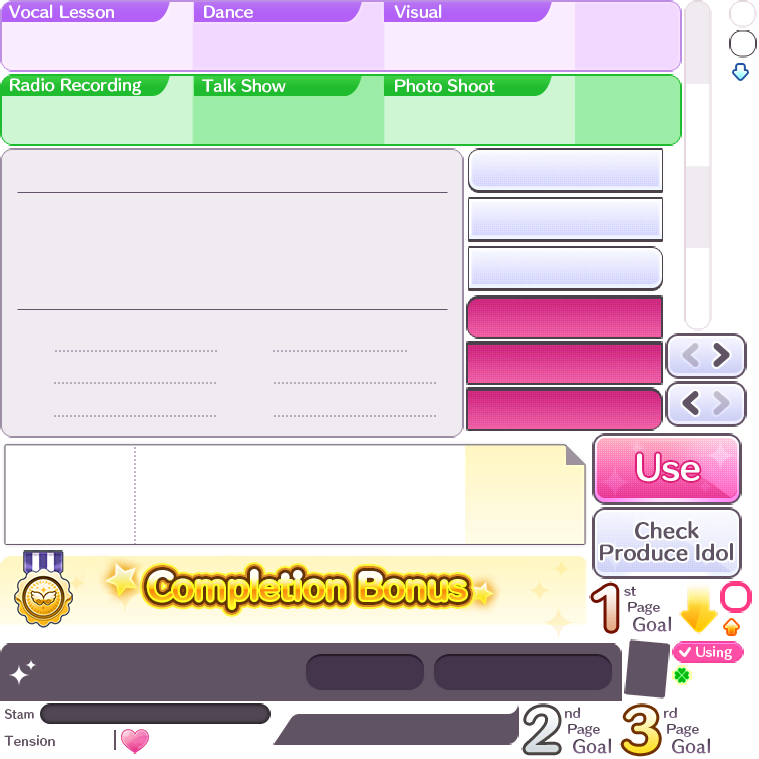 Vocal Lesson
Dance
Visual
Radio Recording
Talk Show
Photo Shoot
Use
Check
Produce Idol
Completion Bonus
1st
Page
Goal
Using
Stam
Tension
2nd
Page
Goal
3rd
Page
Goal